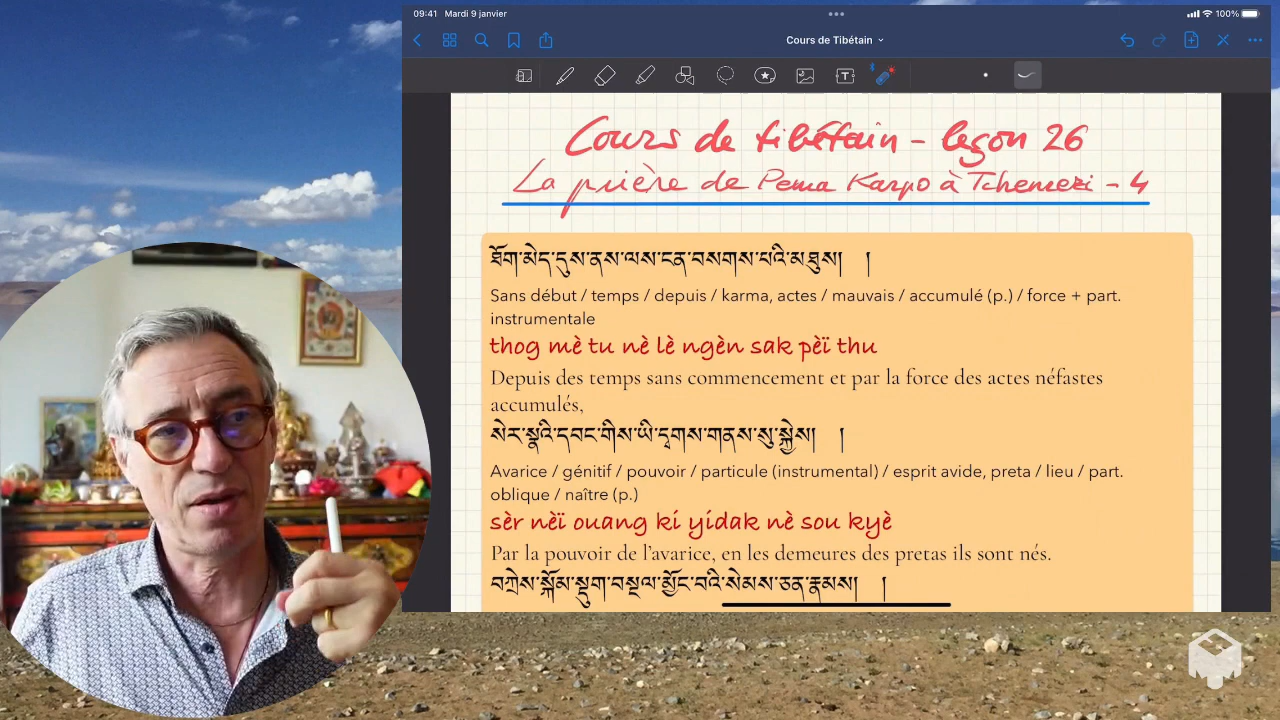 09:41 Mardi 9 janvier
100%
Cours de Tibétain
Cours de tibétain - leçon 26
La prière de Pema Karpo à Tchenrezi - 4
ཐོག་མེད་དུས་ནས་ལས་ངན་བསགས་པའི་མཐུས། །
Sans début / temps / depuis / karma, actes / mauvais / accumulé (p.) / force + part.
instrumentale
thog mè tu nè lè ngèn sak pèï thu
Depuis des temps sans commencement et par la force des actes néfastes
accumulés,
སེར་སྣའི་དབང་གིས་ཡི་དྭགས་གནས་སུ་སྐྱེས། །
Avarice / génitif / pouvoir / particule (instrumental) / esprit avide, preta / lieu / part.
oblique / naître (p.)
sèr nèï ouang ki yidak nè sou kyè
Par la pouvoir de l’avarice, en les demeures des pretas ils sont nés.
བཀྲེས་སྐོམ་སྡུག་བསྔལ་མྱོང་བའི་སེམས་ཅན་རྣམས། །